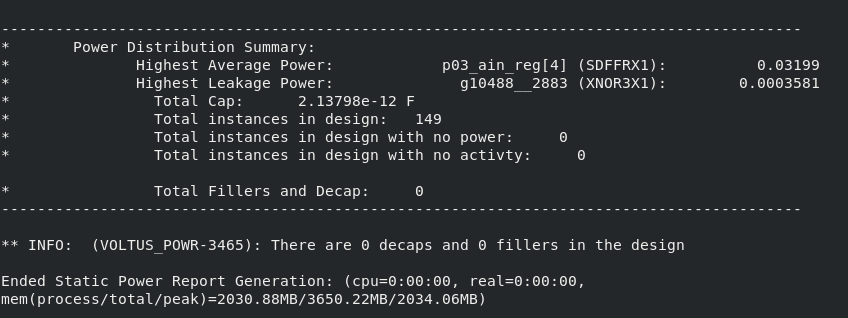 -----------------------------------------------------------------------------------------
*       Power Distribution Summary:
*              Highest Average Power:            p03_ain_reg[4] (SDFFRX1):          0.03199
*              Highest Leakage Power:              g10488__2883 (XNOR3X1):        0.0003581
*                Total Cap:      2.13798e-12 F
*                Total instances in design:   149
*                Total instances in design with no power:     0
*                Total instances in design with no activty:     0
*                Total Fillers and Decap:     0
-----------------------------------------------------------------------------------------
** INFO:  (VOLTUS_POWR-3465): There are 0 decaps and 0 fillers in the design
Ended Static Power Report Generation: (cpu=0:00:00, real=0:00:00,
mem(process/total/peak)=2030.88MB/3650.22MB/2034.06MB)